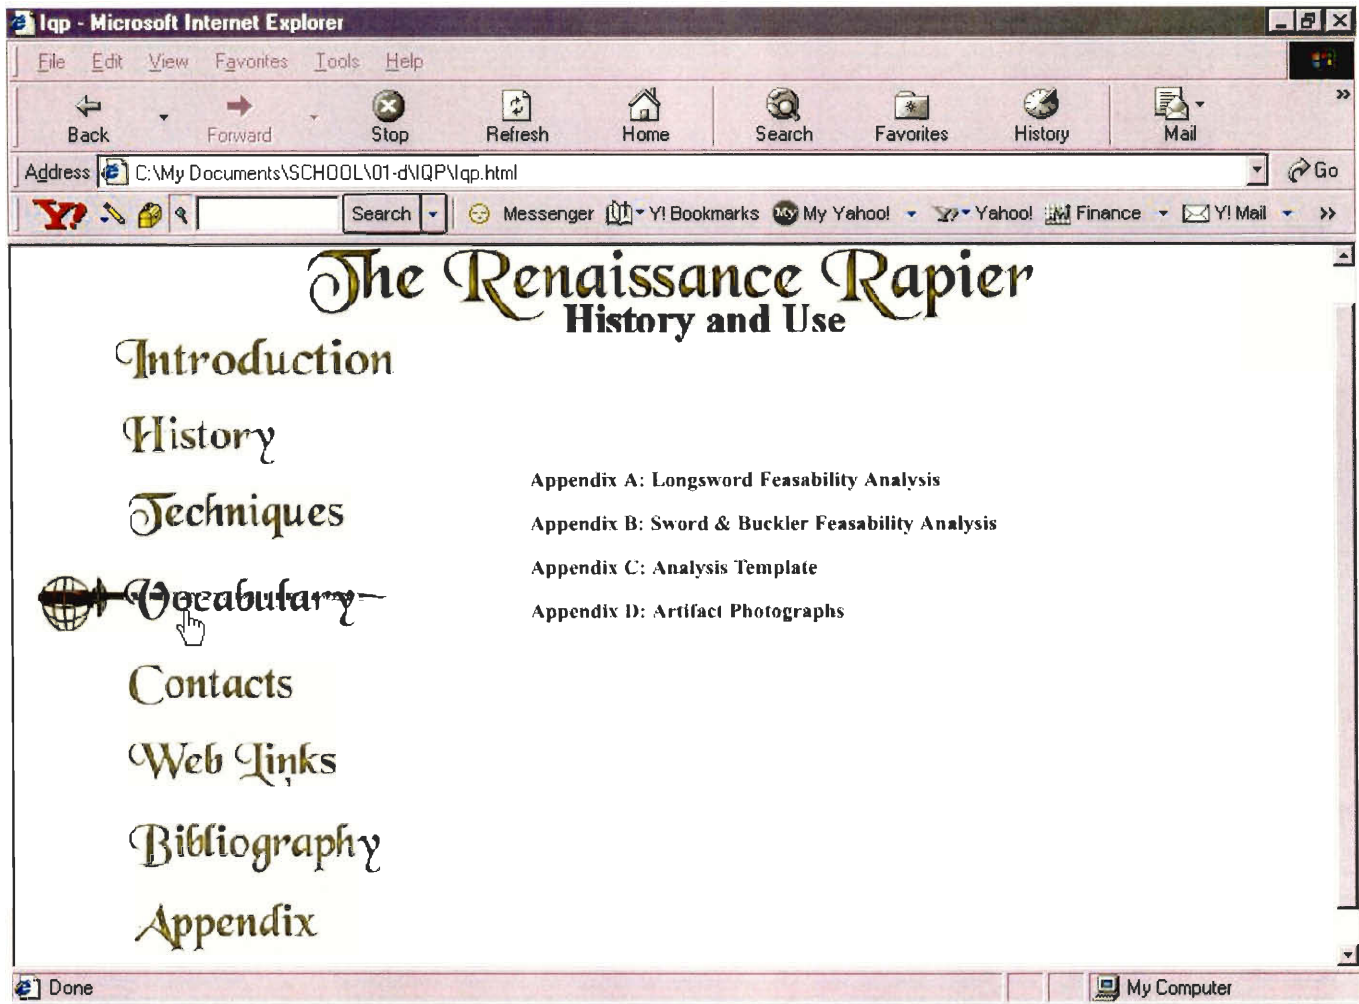 Iqp - Microsoft Internet Explorer
File Edit View Favorites Tools Help
Back Forward Stop Refresh Home Search Favorites History Mail »
Address C:\My Documents\SCHOOL\01-d\IQP\Iqp.html Go
Y! Search Messenger Y! Bookmarks My My Yahoo! Y? Yahoo! Finance Y! Mail »
The Renaissance Rapier
History and Use
Introduction
History
Techniques
Vocabulary
Contacts
Web Links
Bibliography
Appendix
Appendix A: Longsword Feasability Analysis
Appendix B: Sword & Buckler Feasability Analysis
Appendix C: Analysis Template
Appendix D: Artifact Photographs
Done My Computer